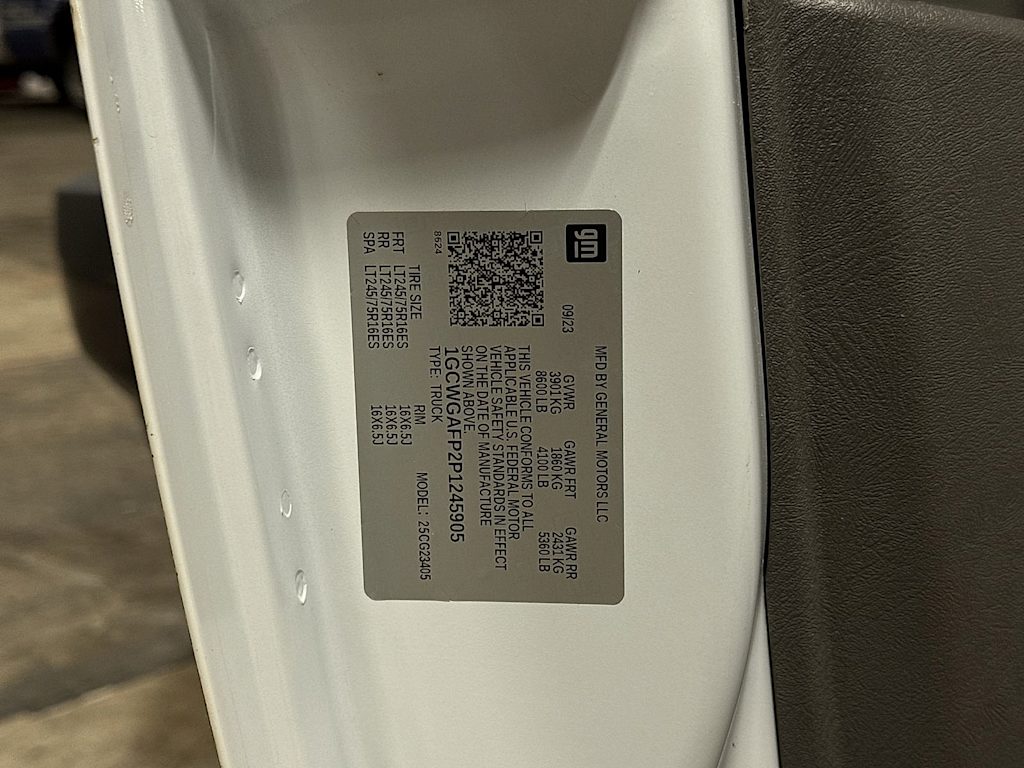 gm
MFD BY GENERAL MOTORS LLC
09/23
GVWR GAWR FRT GAWR RR
3901 KG 1860 KG 2431 KG
8600 LB 4100 LB 5360 LB
THIS VEHICLE CONFORMS TO ALL
APPLICABLE U.S. FEDERAL MOTOR
VEHICLE SAFETY STANDARDS IN EFFECT
ON THE DATE OF MANUFACTURE
SHOWN ABOVE.
1GCWGAFP2P1245905
TYPE: TRUCK
8624
MODEL: 25CG23405
TIRE SIZE RIM
FRT LT245/75R16ES 16X6.5J
RR LT245/75R16ES 16X6.5J
SPA LT245/75R16ES 16X6.5J